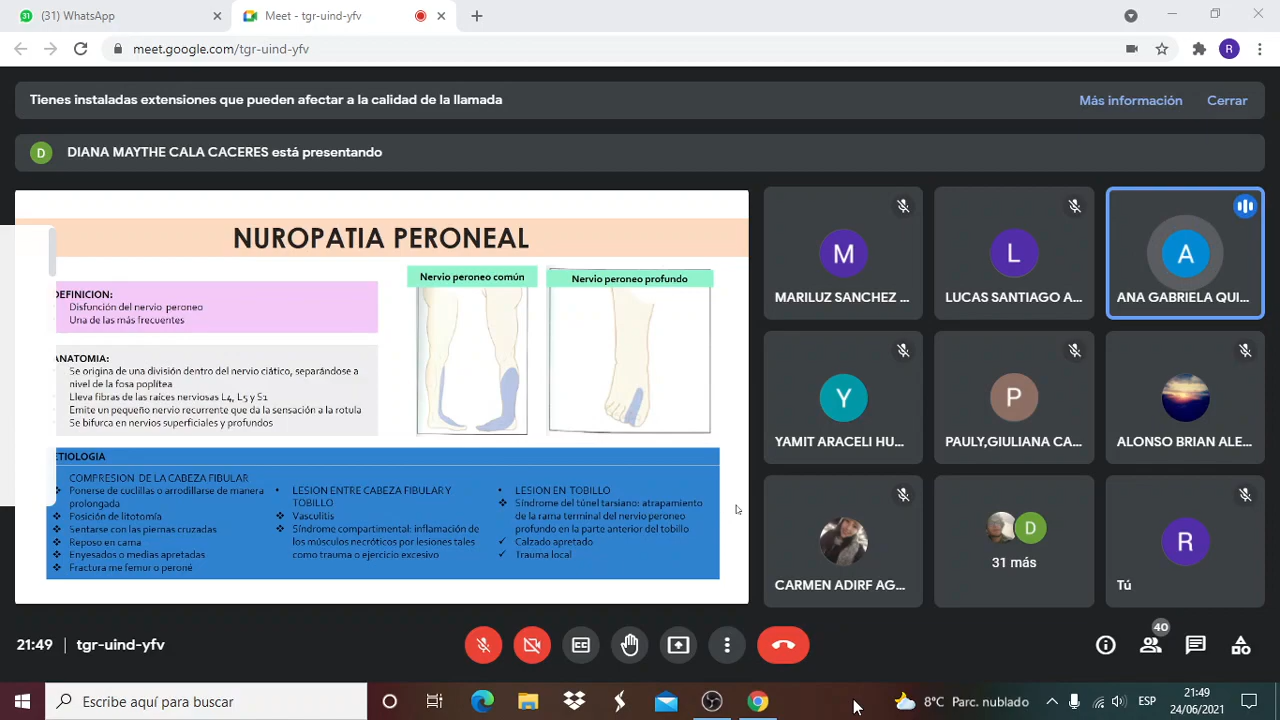 (31) WhatsApp
Meet - tgr-uind-yfv
meet.google.com/tgr-uind-yfv
R
Tienes instaladas extensiones que pueden afectar a la calidad de la llamada
Más información
Cerrar
D
DIANA MAYTHE CALA CACERES está presentando
NUROPATIA PERONEAL
DEFINICION:
Disfunción del nervio peroneo
Una de las más frecuentes
ANATOMIA:
Se origina de una división dentro del nervio ciático, separándose a
nivel de la fosa poplítea
Lleva fibras de las raíces nerviosas L4, L5 y S1
Emite un pequeño nervio recurrente que da la sensación a la rotula
Se bifurca en nervios superficiales y profundos
Nervio peroneo común
Nervio peroneo profundo
ETIOLOGIA
COMPRESION DE LA CABEZA FIBULAR
Ponerse de cuclillas o arrodillarse de manera
prolongada
Posición de litotomía
Sentarse con las piernas cruzadas
Reposo en cama
Enyesados o medias apretadas
Fractura me femur o peroné
LESION ENTRE CABEZA FIBULAR Y
TOBILLO
Vasculitis
Síndrome compartimental: inflamación de
los músculos necróticos por lesiones tales
como trauma o ejercicio excesivo
LESION EN TOBILLO
Síndrome del túnel tarsiano: atrapamiento
de la rama terminal del nervio peroneo
profundo en la parte anterior del tobillo
Calzado apretado
Trauma local
M
MARILUZ SANCHEZ ...
L
LUCAS SANTIAGO A...
A
ANA GABRIELA QUI...
Y
YAMIT ARACELI HU...
P
PAULY,GIULIANA CA...
ALONSO BRIAN ALE...
CARMEN ADIRF AG...
D
31 más
R
Tú
21:49
tgr-uind-yfv
CC
40
Escribe aquí para buscar
8°C Parc. nublado
ESP
21:49
24/06/2021